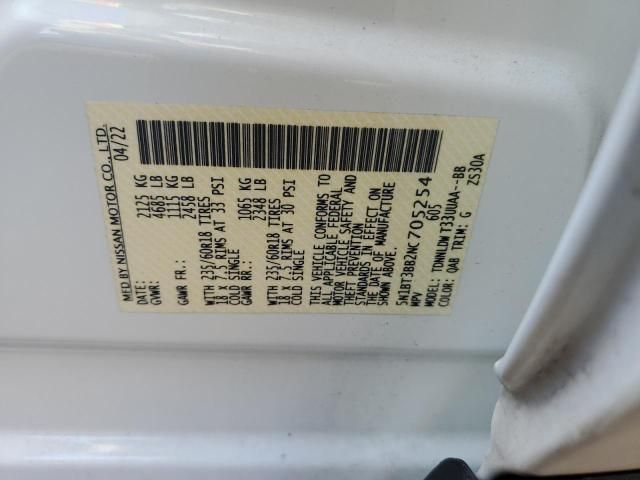 MFD BY NISSAN MOTOR CO., LTD.
DATE: 04/22
GVWR: 2125 KG
4685 LB
GAWR FR: 1115 KG
2458 LB
WITH 235/60R18 TIRES
18 X 7.5 RIMS AT 33 PSI
COLD SINGLE
GAWR RR: 1065 KG
2348 LB
WITH 235/60R18 TIRES
18 X 7.5 RIMS AT 30 PSI
COLD SINGLE
THIS VEHICLE CONFORMS TO
ALL APPLICABLE FEDERAL
MOTOR VEHICLE SAFETY AND
THEFT PREVENTION
STANDARDS IN EFFECT ON
THE DATE OF MANUFACTURE
SHOWN ABOVE.
5N1BT3BB2NC705254
MPV 605
MODEL: TDNNLDWT33UUAA--BB
COLOR: QAB TRIM: G ZS30A